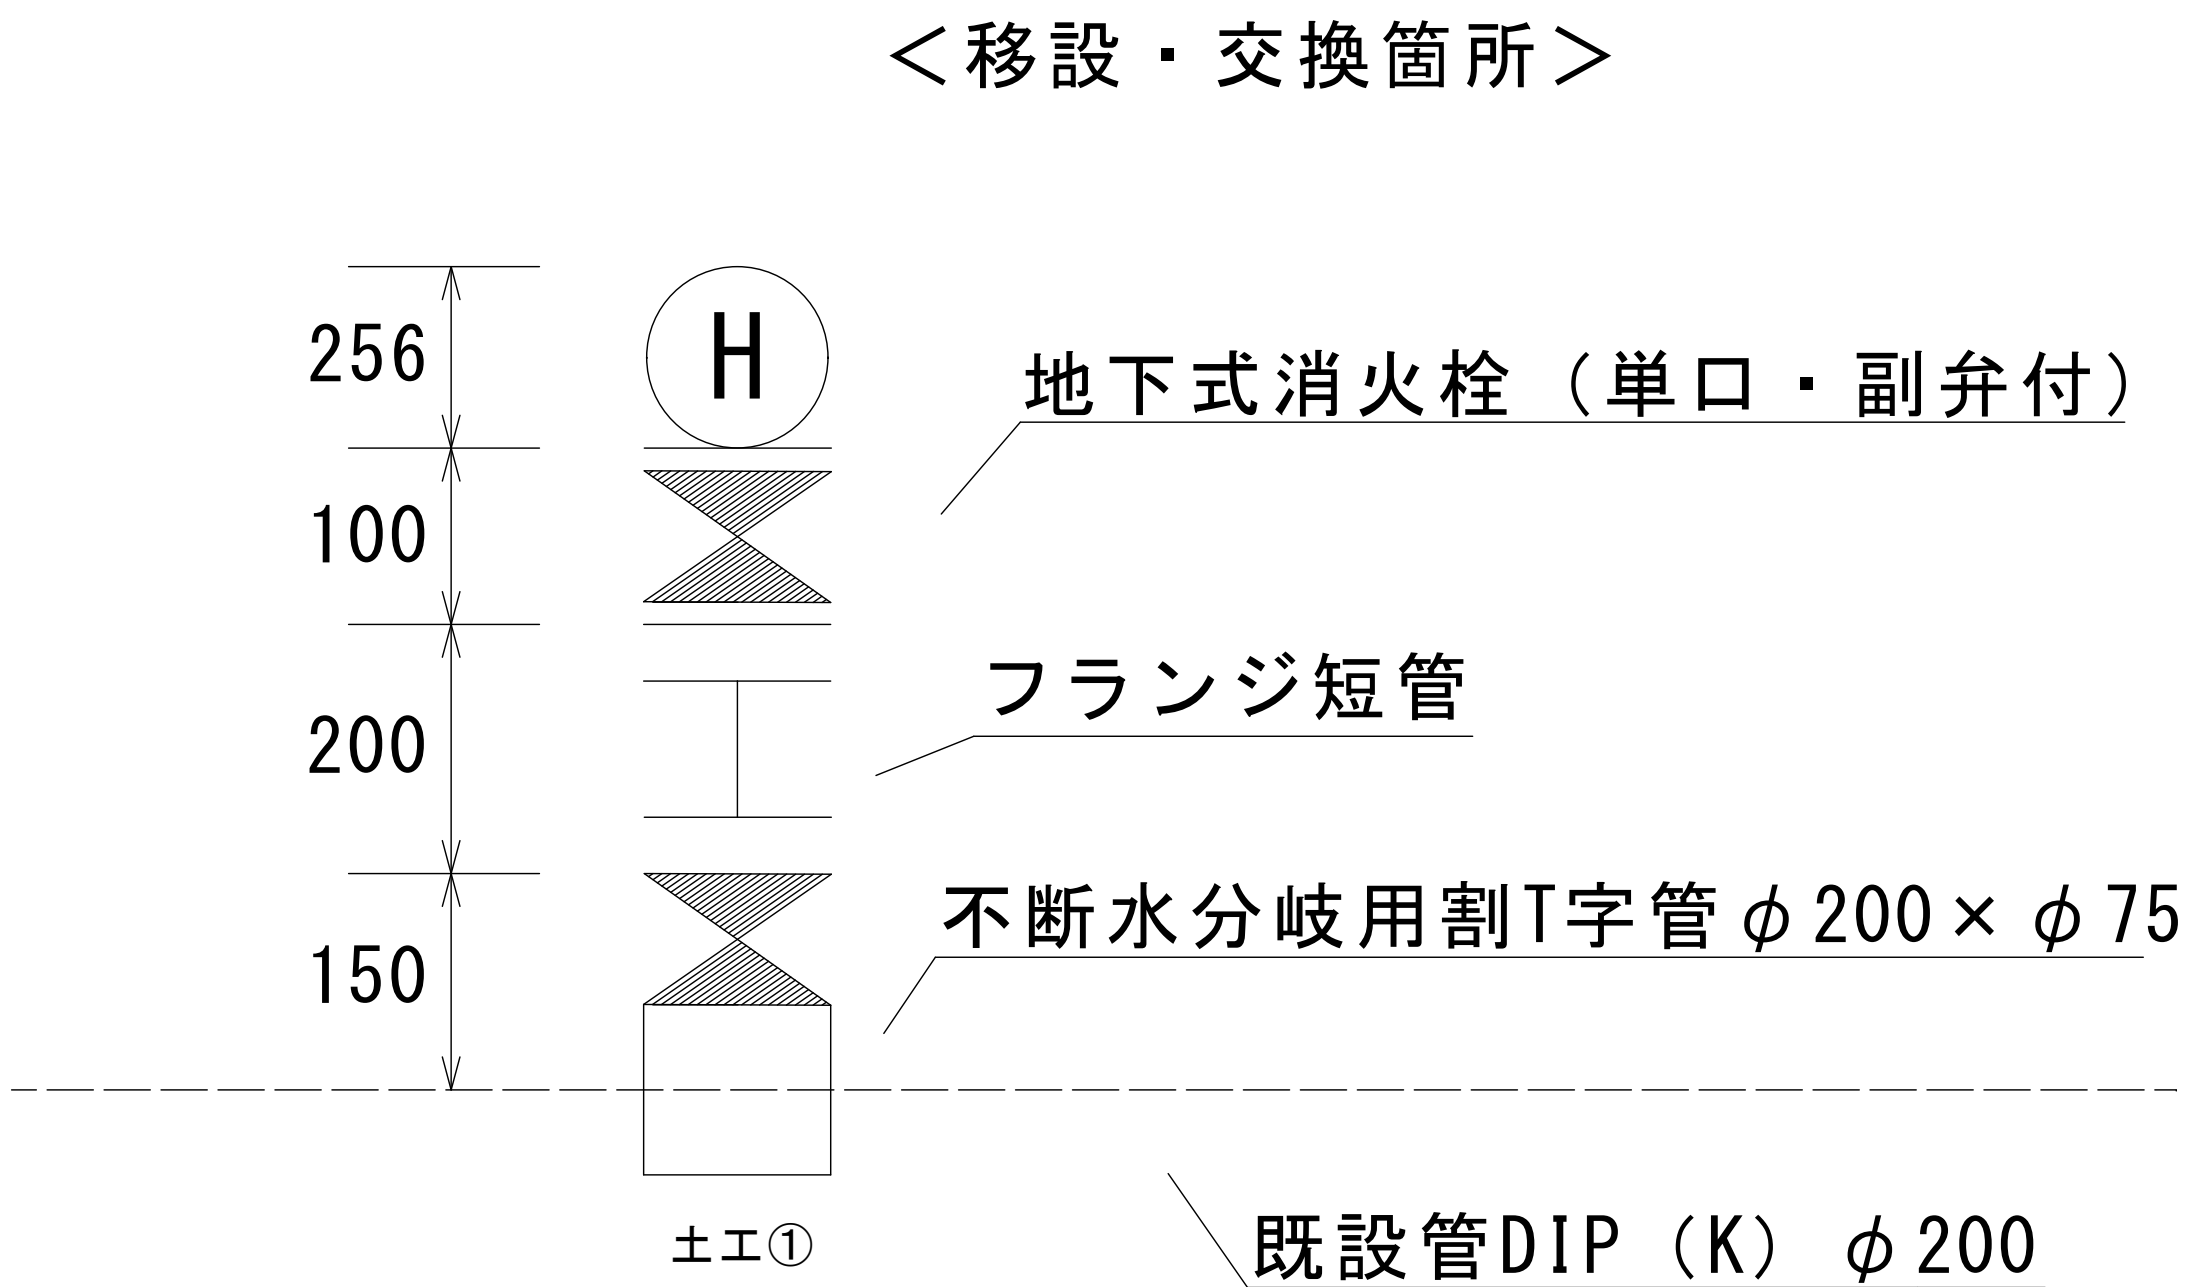 ＜移設・交換箇所＞
256
H
地下式消火栓（単口・副弁付）
100
フランジ短管
200
不断水分岐用割T字管φ200×φ75
150
土工①
既設管DIP（K）φ200